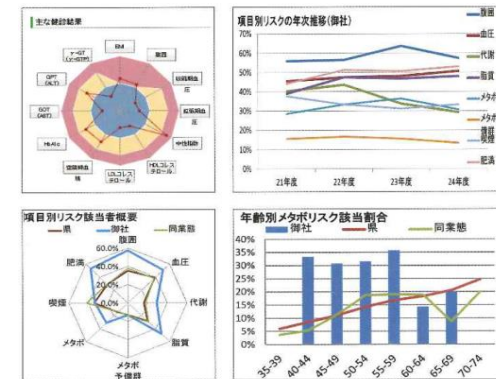 主な健診結果
BMI
腹囲
γ-GT
(γ-GTP)
収縮期血
圧
GPT
(ALT)
拡張期血
圧
GOT
(AST)
中性脂肪
HbA1c
空腹時血
糖
HDLコレス
テロール
LDLコレス
テロール
項目別リスクの年次推移(御社)
70%
60%
50%
40%
30%
20%
10%
0%
21年度
22年度
23年度
24年度
腹囲
血圧
代謝
脂質
メタボ
メタボ
喫煙
肥満
項目別リスク該当者概要
県
御社
同業態
60.0%
40.0%
20.0%
0.0%
腹囲
血圧
代謝
脂質
メタボ
予備群
メタボ
喫煙
肥満
年齢別メタボリスク該当割合
御社
県
同業態
40%
35%
30%
25%
20%
15%
10%
5%
0%
35-39
40-44
45-49
50-54
55-59
60-64
65-69
70-74